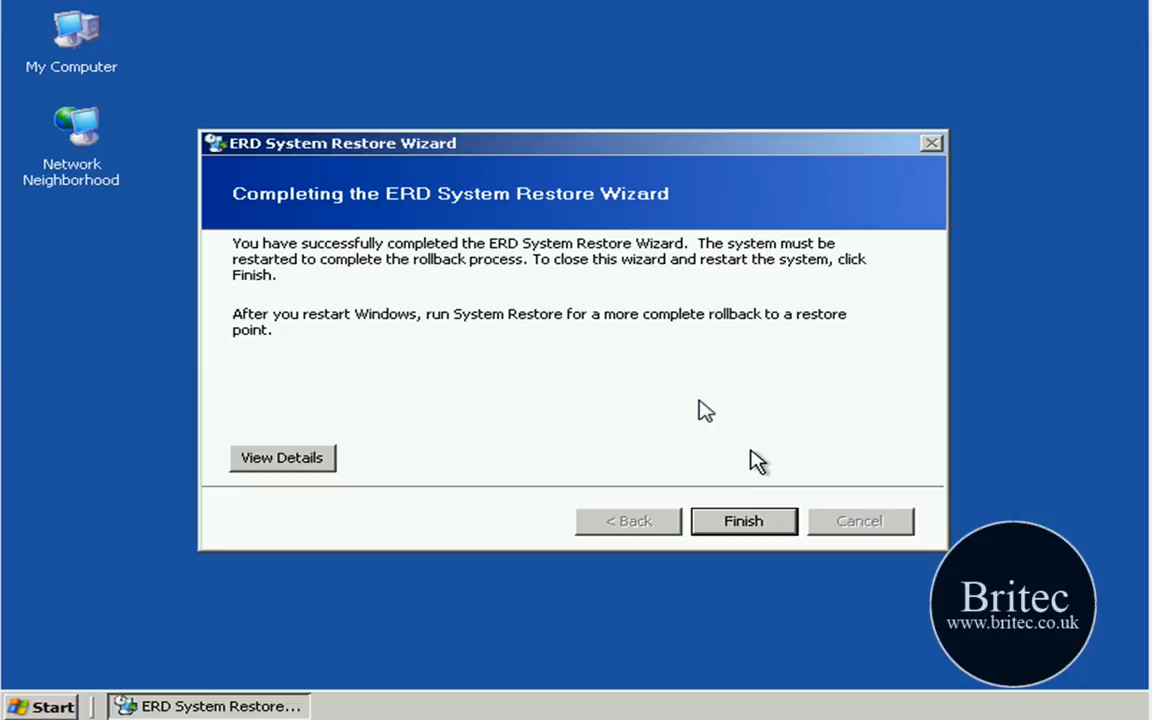 My Computer
Network
Neighborhood
ERD System Restore Wizard
Completing the ERD System Restore Wizard
You have successfully completed the ERD System Restore Wizard. The system must be
restarted to complete the rollback process. To close this wizard and restart the system, click
Finish.
After you restart Windows, run System Restore for a more complete rollback to a restore
point.
View Details
< Back
Finish
Cancel
Britec
www.britec.co.uk
Start
ERD System Restore...